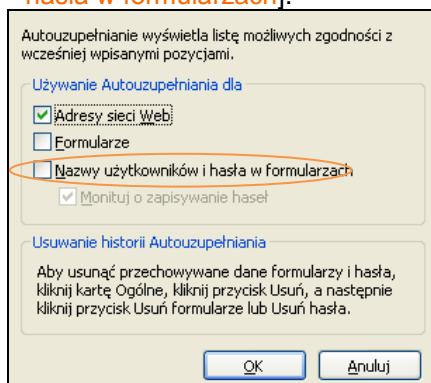 hasła w formularzach].
Autouzupełnianie wyświetla listę możliwych zgodności z
wcześniej wpisanymi pozycjami.
Używanie Autouzupełniania dla
Adresy sieci Web
Formularze
Nazwy użytkowników i hasła w formularzach
Monituj o zapisywanie haseł
Usuwanie historii Autouzupełniania
Aby usunąć przechowywane dane formularzy i hasła,
kliknij kartę Ogólne, kliknij przycisk Usuń, a następnie
kliknij przycisk Usuń formularze lub Usuń hasła.
OK Anuluj